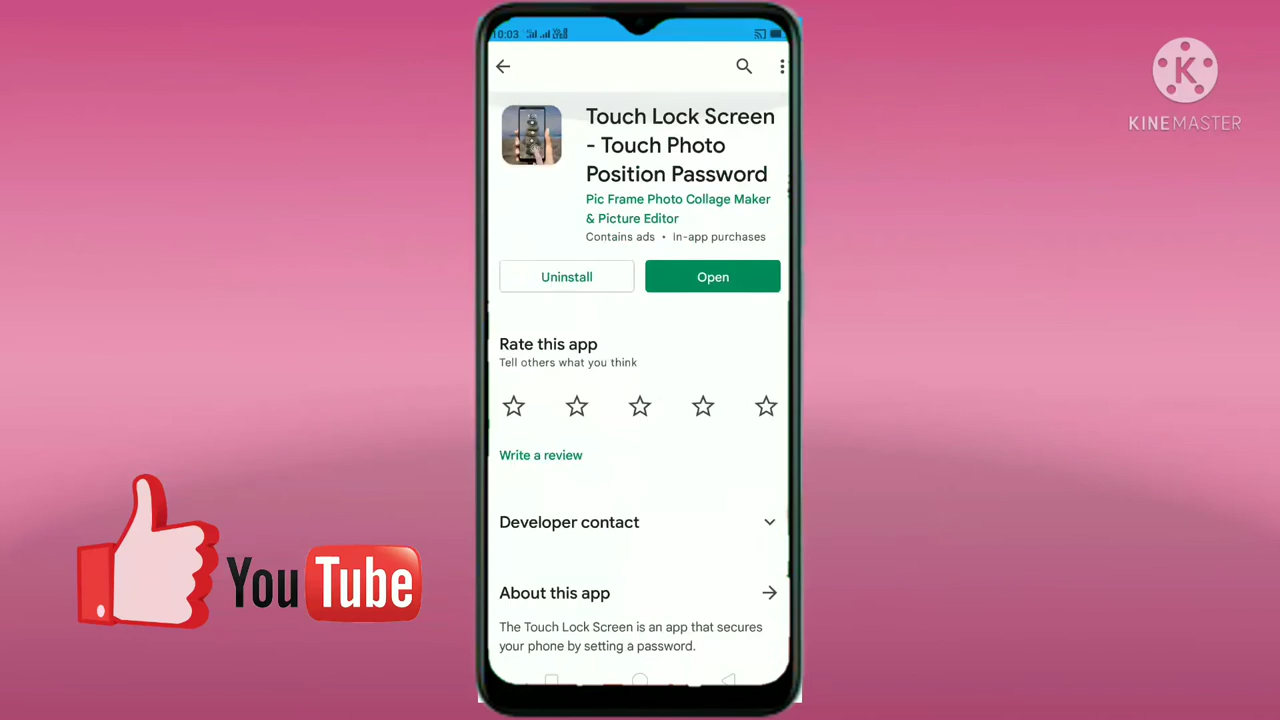 10:03
KINEMASTER
Touch Lock Screen
- Touch Photo
Position Password
Pic Frame Photo Collage Maker
& Picture Editor
Contains ads • In-app purchases
Uninstall
Open
Rate this app
Tell others what you think
Write a review
Developer contact
About this app
The Touch Lock Screen is an app that secures
your phone by setting a password.
YouTube